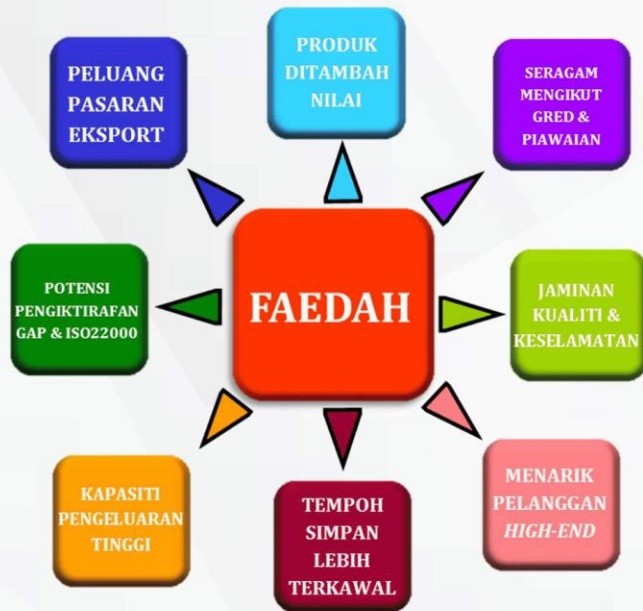 PELUANG
PASARAN
EKSPORT
PRODUK
DITAMBAH
NILAI
SERAGAM
MENGIKUT
GRED &
PIAWAIAN
POTENSI
PENGIKTIRAFAN
GAP & ISO22000
FAEDAH
JAMINAN
KUALITI &
KESELAMATAN
KAPASITI
PENGELUARAN
TINGGI
TEMPOH
SIMPAN
LEBIH
TERKAWAL
MENARIK
PELANGGAN
HIGH-END